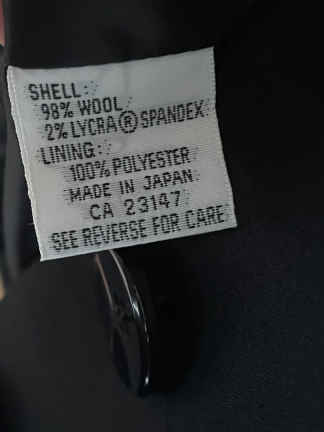 SHELL:
98% WOOL
2% LYCRA® SPANDEX
LINING:
100% POLYESTER
MADE IN JAPAN
CA 23147
SEE REVERSE FOR CARE